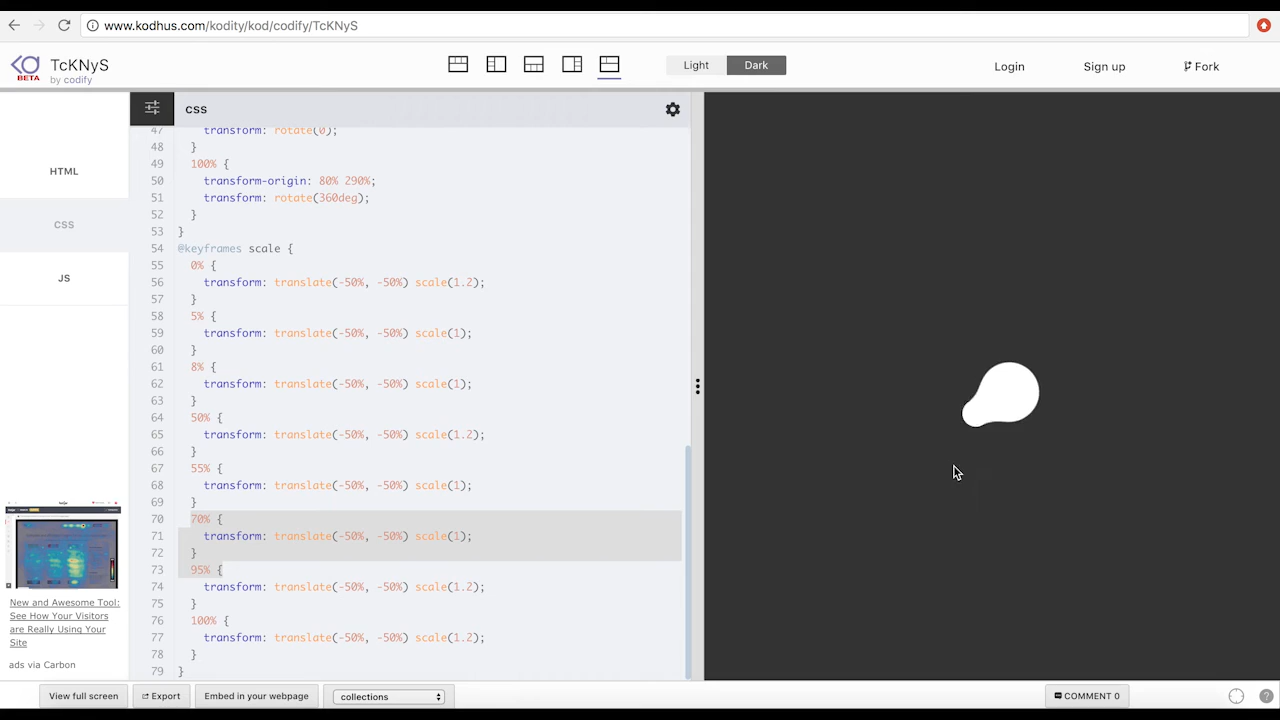 www.kodhus.com/kodity/kod/codify/TcKNyS
BETA
TcKNyS
by codify
Light
Dark
Login
Sign up
Fork
HTML
CSS
JS
css
47 transform: rotate(0);
48 }
49 100% {
50 transform-origin: 80% 290%;
51 transform: rotate(360deg);
52 }
53 }
54 @keyframes scale {
55 0% {
56 transform: translate(-50%, -50%) scale(1.2);
57 }
58 5% {
59 transform: translate(-50%, -50%) scale(1);
60 }
61 8% {
62 transform: translate(-50%, -50%) scale(1);
63 }
64 50% {
65 transform: translate(-50%, -50%) scale(1.2);
66 }
67 55% {
68 transform: translate(-50%, -50%) scale(1);
69 }
70 70% {
71 transform: translate(-50%, -50%) scale(1);
72 }
73 95% {
74 transform: translate(-50%, -50%) scale(1.2);
75 }
76 100% {
77 transform: translate(-50%, -50%) scale(1.2);
78 }
79 }
New and Awesome Tool:
See How Your Visitors
are Really Using Your
Site
ads via Carbon
View full screen
Export
Embed in your webpage
collections
COMMENT 0
?